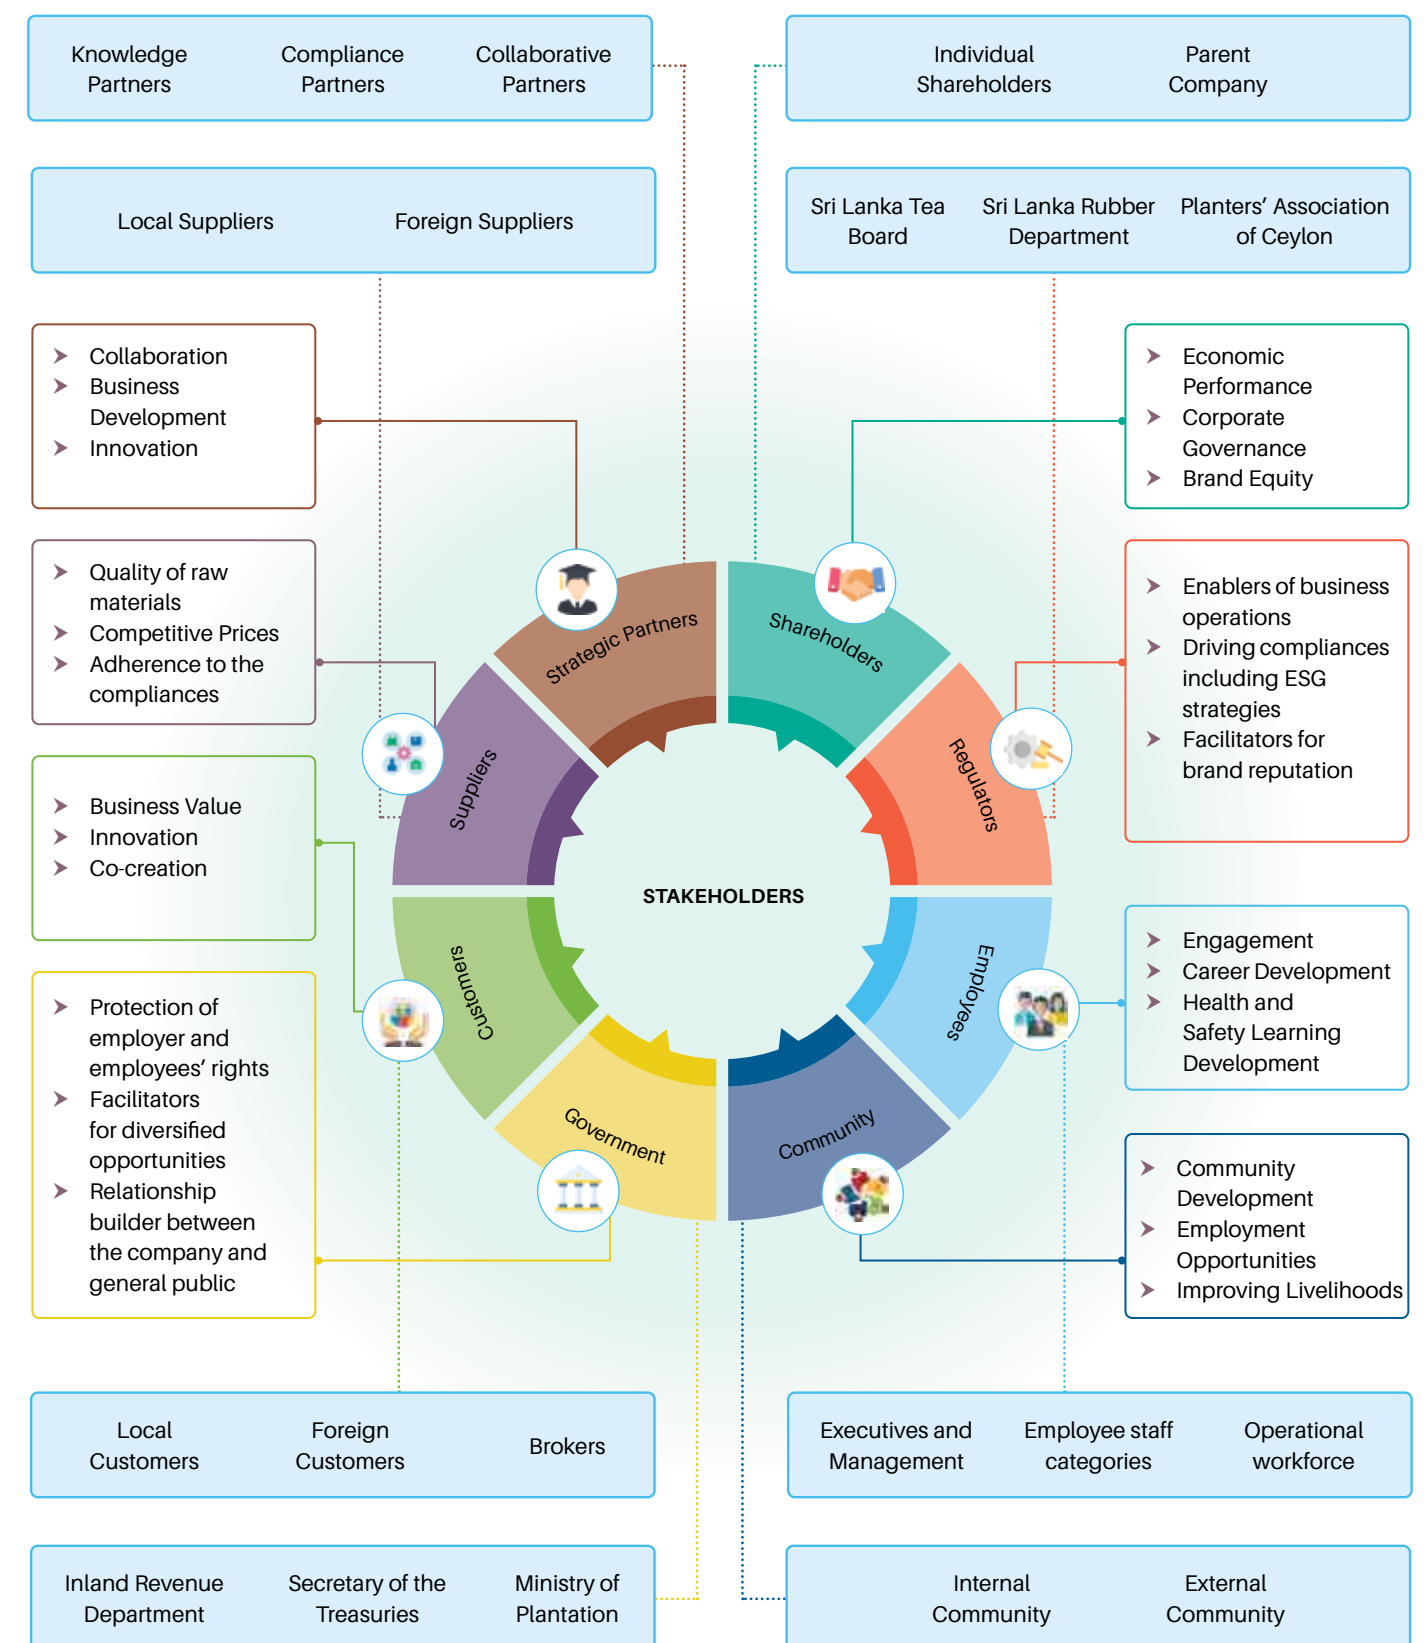 Knowledge
Partners
Compliance
Partners
Collaborative
Partners
Individual
Shareholders
Parent
Company
Local Suppliers
Foreign Suppliers
Sri Lanka Tea
Board
Sri Lanka Rubber
Department
Planters’ Association
of Ceylon
Collaboration
Business
Development
Innovation
Economic
Performance
Corporate
Governance
Brand Equity
Quality of raw
materials
Competitive Prices
Adherence to the
compliances
Enablers of business
operations
Driving compliances
including ESG
strategies
Facilitators for
brand reputation
Strategic Partners
Shareholders
Suppliers
Regulators
STAKEHOLDERS
Customers
Employees
Government
Community
Business Value
Innovation
Co-creation
Engagement
Career Development
Health and
Safety Learning
Development
Protection of
employer and
employees’ rights
Facilitators
for diversified
opportunities
Relationship
builder between
the company and
general public
Community
Development
Employment
Opportunities
Improving Livelihoods
Local
Customers
Foreign
Customers
Brokers
Executives and
Management
Employee staff
categories
Operational
workforce
Inland Revenue
Department
Secretary of the
Treasuries
Ministry of
Plantation
Internal
Community
External
Community